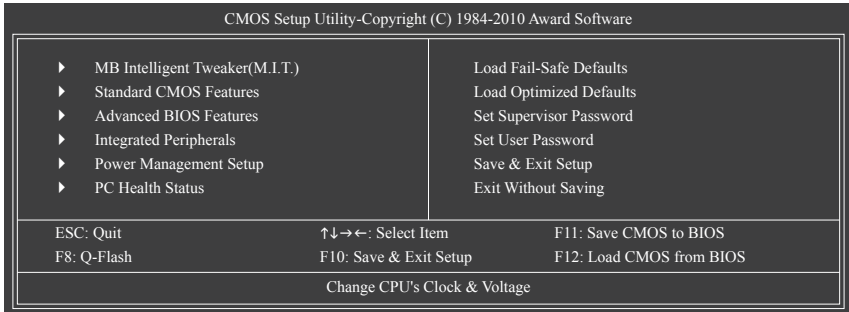 CMOS Setup Utility-Copyright (C) 1984-2010 Award Software
MB Intelligent Tweaker(M.I.T.)
Standard CMOS Features
Advanced BIOS Features
Integrated Peripherals
Power Management Setup
PC Health Status
Load Fail-Safe Defaults
Load Optimized Defaults
Set Supervisor Password
Set User Password
Save & Exit Setup
Exit Without Saving
ESC: Quit ↑↓→←: Select Item F11: Save CMOS to BIOS
F8: Q-Flash F10: Save & Exit Setup F12: Load CMOS from BIOS
Change CPU's Clock & Voltage